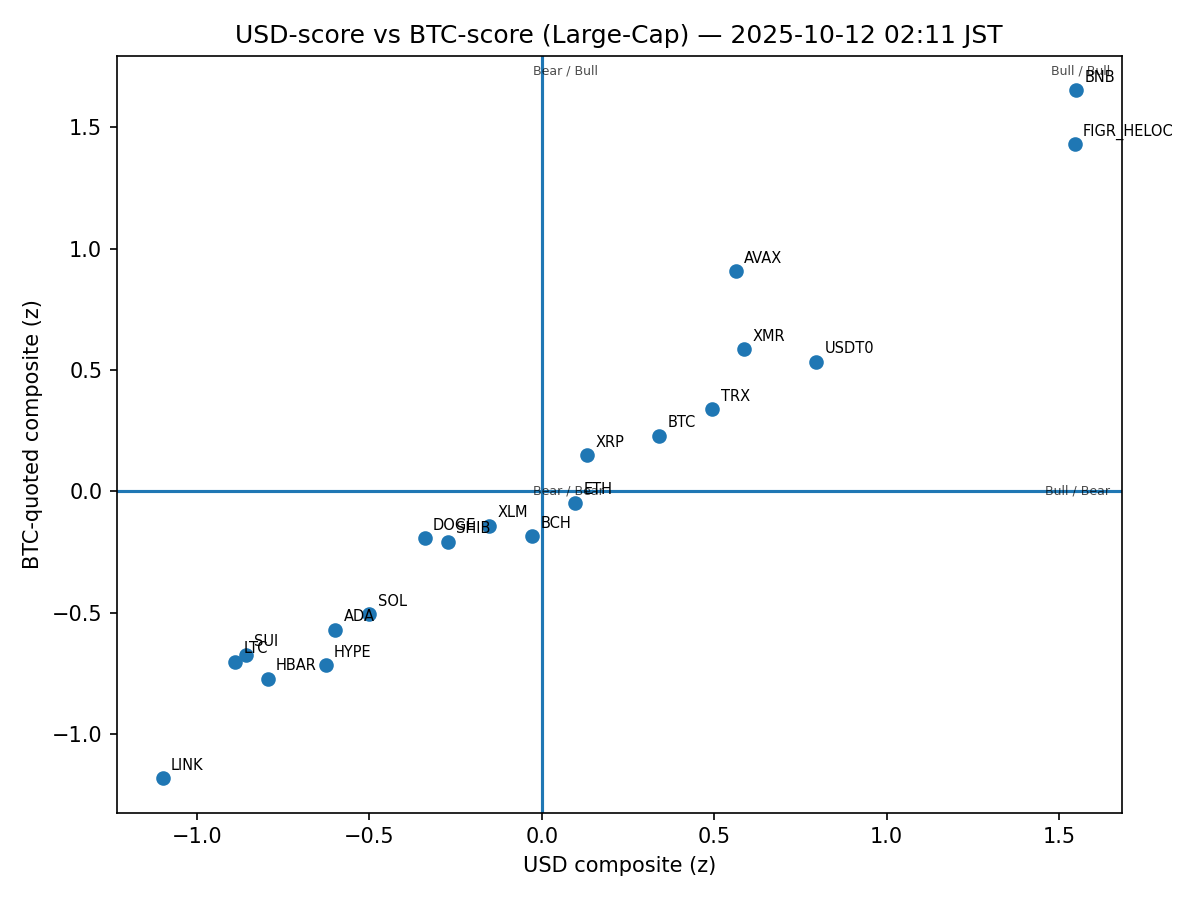 USD-score vs BTC-score (Large-Cap) — 2025-10-12 02:11 JST
Bear / Bull
Bull / Bull
BNB
FIGR_HELOC
AVAX
XMR
USDT0
TRX
BTC
XRP
Bear / Bear
ETH
Bull / Bear
XLM
DOGE
SHIB
BCH
SOL
ADA
SUI
LTC
HYPE
HBAR
LINK
1.5
1.0
0.5
0.0
−0.5
−1.0
BTC-quoted composite (z)
−1.0
−0.5
0.0
0.5
1.0
1.5
USD composite (z)